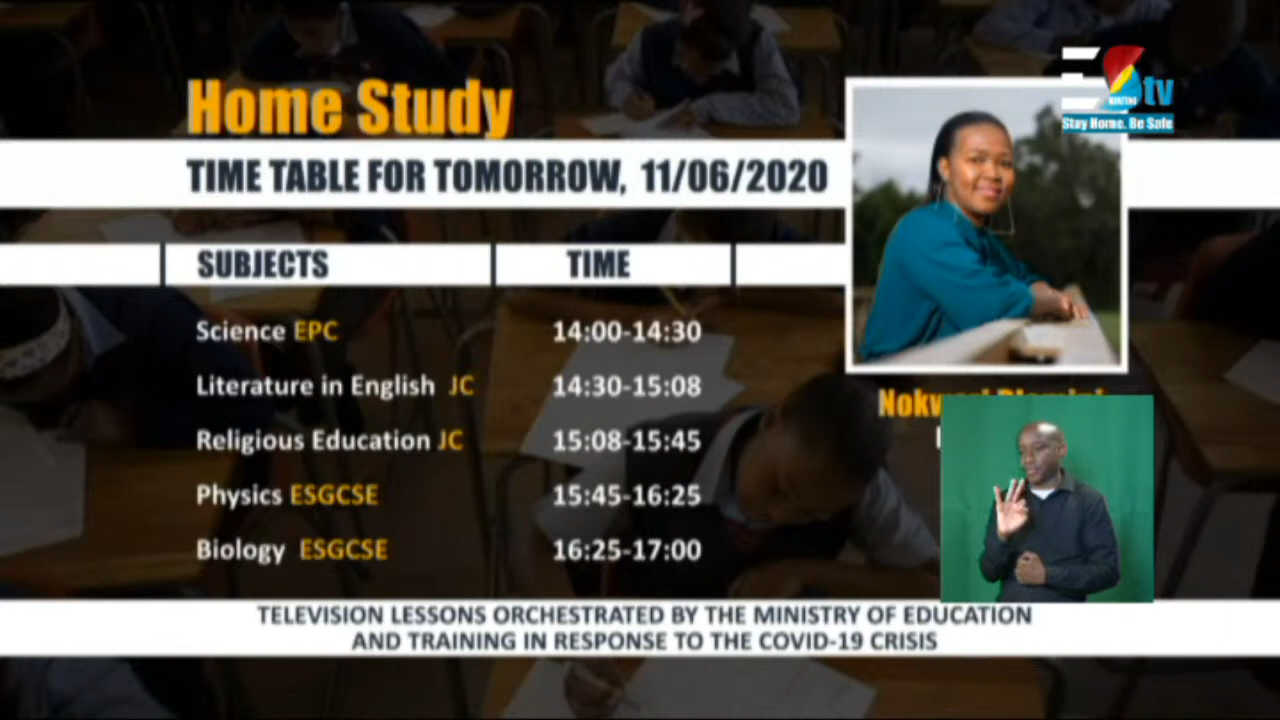 Home Study
tv
Stay Home. Be Safe
TIME TABLE FOR TOMORROW, 11/06/2020
SUBJECTS TIME
Science EPC 14:00-14:30
Literature in English JC 14:30-15:08
Religious Education JC 15:08-15:45
Physics ESGCSE 15:45-16:25
Biology ESGCSE 16:25-17:00
TELEVISION LESSONS ORCHESTRATED BY THE MINISTRY OF EDUCATION
AND TRAINING IN RESPONSE TO THE COVID-19 CRISIS